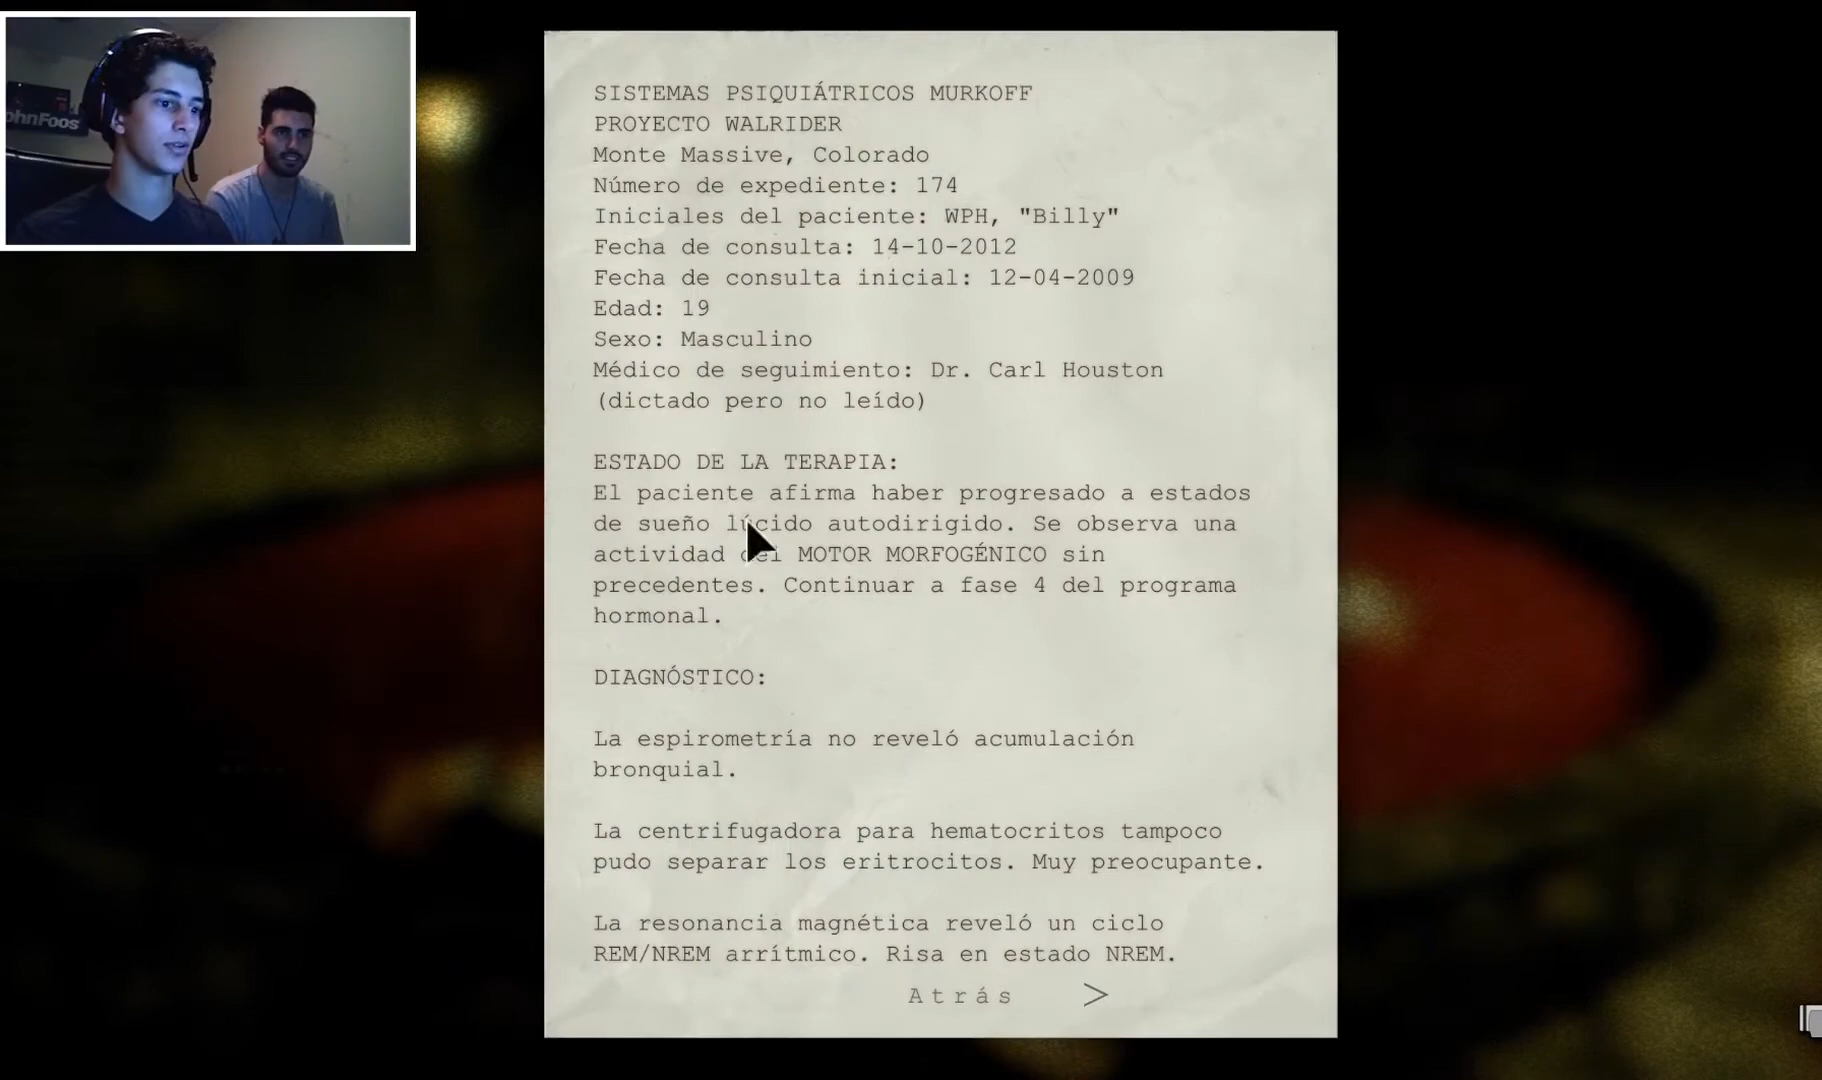 ohnFoos
SISTEMAS PSIQUIÁTRICOS MURKOFF
PROYECTO WALRIDER
Monte Massive, Colorado
Número de expediente: 174
Iniciales del paciente: WPH, "Billy"
Fecha de consulta: 14-10-2012
Fecha de consulta inicial: 12-04-2009
Edad: 19
Sexo: Masculino
Médico de seguimiento: Dr. Carl Houston
(dictado pero no leído)
ESTADO DE LA TERAPIA:
El paciente afirma haber progresado a estados
de sueño lúcido autodirigido. Se observa una
actividad del MOTOR MORFOGÉNICO sin
precedentes. Continuar a fase 4 del programa
hormonal.
DIAGNÓSTICO:
La espirometría no reveló acumulación
bronquial.
La centrifugadora para hematocritos tampoco
pudo separar los eritrocitos. Muy preocupante.
La resonancia magnética reveló un ciclo
REM/NREM arrítmico. Risa en estado NREM.
Atrás >